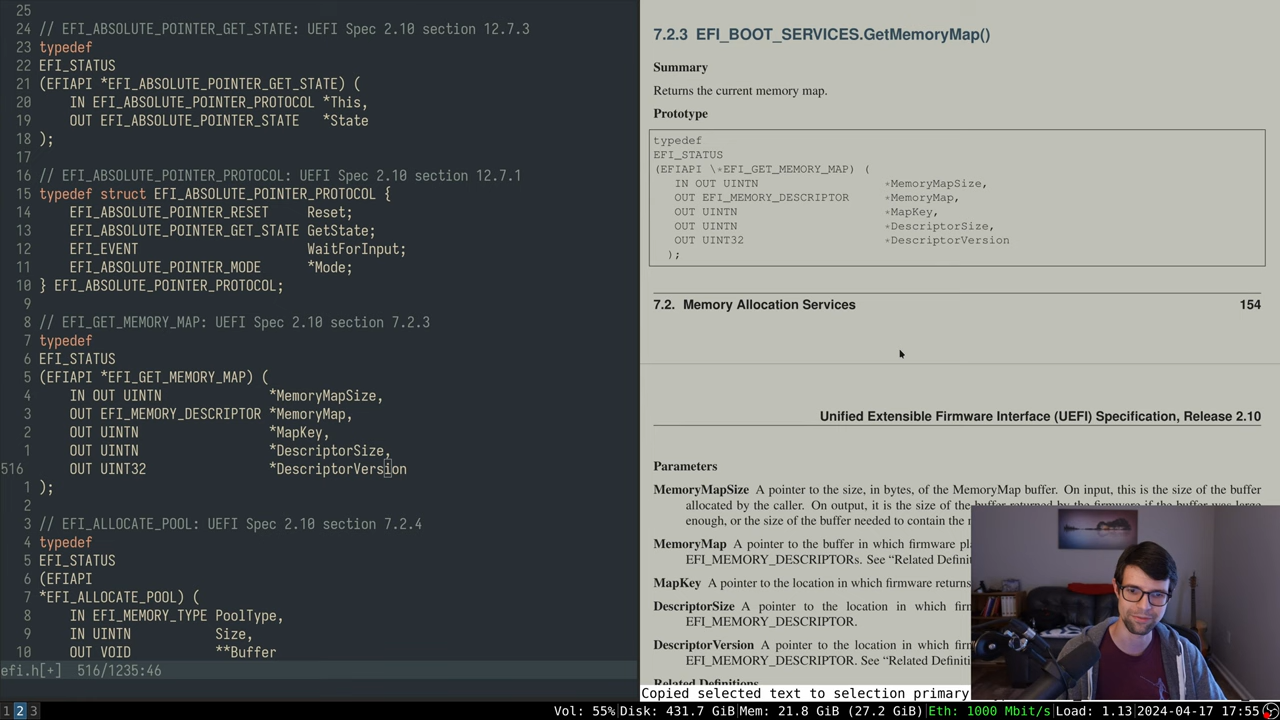 25
24 // EFI_ABSOLUTE_POINTER_GET_STATE: UEFI Spec 2.10 section 12.7.3
23 typedef
22 EFI_STATUS
21 (EFIAPI *EFI_ABSOLUTE_POINTER_GET_STATE) (
20     IN EFI_ABSOLUTE_POINTER_PROTOCOL *This,
19     OUT EFI_ABSOLUTE_POINTER_STATE   *State
18 );
17
16 // EFI_ABSOLUTE_POINTER_PROTOCOL: UEFI Spec 2.10 section 12.7.1
15 typedef struct EFI_ABSOLUTE_POINTER_PROTOCOL {
14     EFI_ABSOLUTE_POINTER_RESET     Reset;
13     EFI_ABSOLUTE_POINTER_GET_STATE GetState;
12     EFI_EVENT                      WaitForInput;
11     EFI_ABSOLUTE_POINTER_MODE      *Mode;
10 } EFI_ABSOLUTE_POINTER_PROTOCOL;
9
8 // EFI_GET_MEMORY_MAP: UEFI Spec 2.10 section 7.2.3
7 typedef
6 EFI_STATUS
5 (EFIAPI *EFI_GET_MEMORY_MAP) (
4     IN OUT UINTN              *MemoryMapSize,
3     OUT EFI_MEMORY_DESCRIPTOR *MemoryMap,
2     OUT UINTN                 *MapKey,
1     OUT UINTN                 *DescriptorSize,
516     OUT UINT32                *DescriptorVersion
1 );
2
3 // EFI_ALLOCATE_POOL: UEFI Spec 2.10 section 7.2.4
4 typedef
5 EFI_STATUS
6 (EFIAPI
7 *EFI_ALLOCATE_POOL) (
8     IN EFI_MEMORY_TYPE PoolType,
9     IN UINTN           Size,
10     OUT VOID           **Buffer
efi.h[+] 516/1235:46
7.2.3 EFI_BOOT_SERVICES.GetMemoryMap()
Summary
Returns the current memory map.
Prototype
typedef
EFI_STATUS
(EFIAPI \*EFI_GET_MEMORY_MAP) (
IN OUT UINTN *MemoryMapSize,
OUT EFI_MEMORY_DESCRIPTOR *MemoryMap,
OUT UINTN *MapKey,
OUT UINTN *DescriptorSize,
OUT UINT32 *DescriptorVersion
);
7.2. Memory Allocation Services 154
Unified Extensible Firmware Interface (UEFI) Specification, Release 2.10
Parameters
MemoryMapSize A pointer to the size, in bytes, of the MemoryMap buffer. On input, this is the size of the buffer
allocated by the caller. On output, it is the size of the buffer returned by the firmware if the buffer was large
enough, or the size of the buffer needed to contain the
MemoryMap A pointer to the buffer in which firmware
EFI_MEMORY_DESCRIPTORs. See “Related
MapKey A pointer to the location in which firmware returns
DescriptorSize A pointer to the location in which
EFI_MEMORY_DESCRIPTOR.
DescriptorVersion A pointer to the location in which
EFI_MEMORY_DESCRIPTOR. See “Related
Related Definitions
Copied selected text to selection primary
1 2 3 Vol: 55% Disk: 431.7 GiB Mem: 21.8 GiB (27.2 GiB) Eth: 1000 Mbit/s Load: 1.13 2024-04-17 17:55